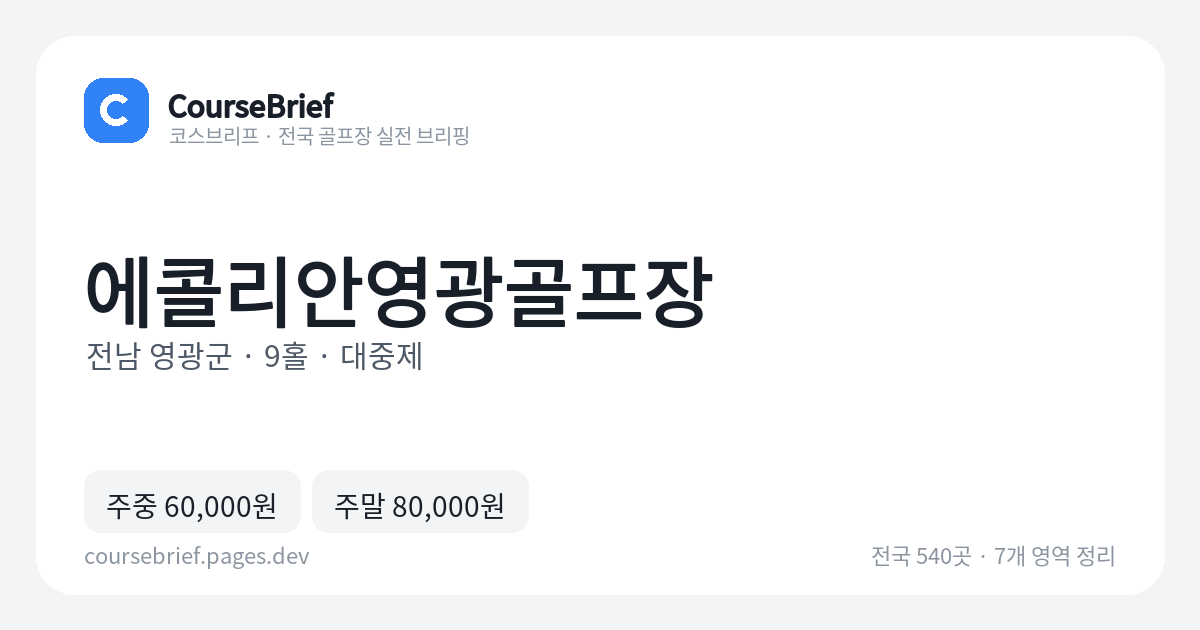 C
CourseBrief
코스브리프 · 전국 골프장 실전 브리핑
에콜리안영광골프장
전남 영광군 · 9홀 · 대중제
주중 60,000원
주말 80,000원
coursebrief.pages.dev
전국 540곳 · 7개 영역 정리